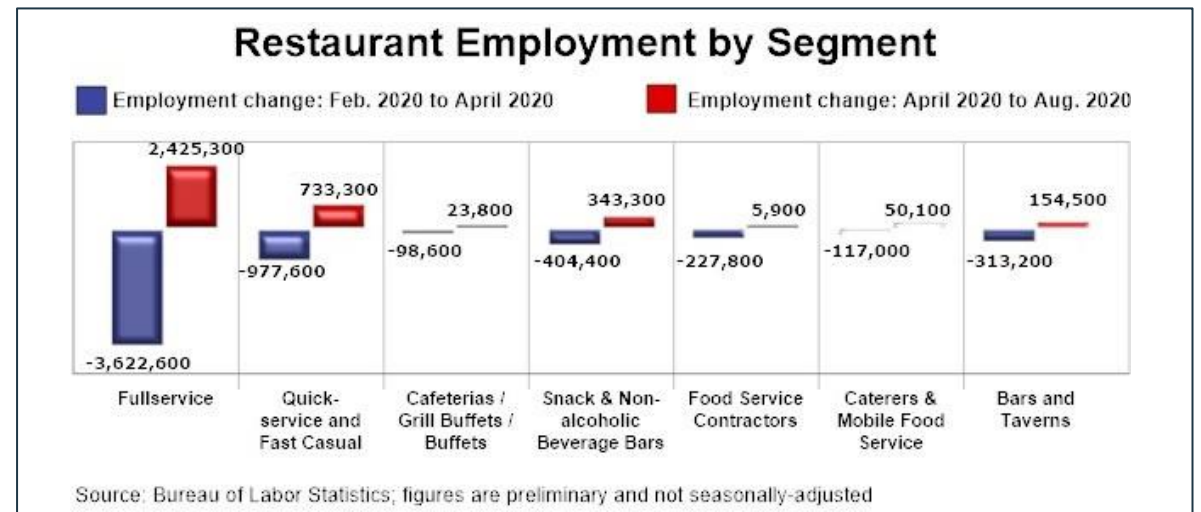 Restaurant Employment by Segment
Employment change: Feb. 2020 to April 2020
Employment change: April 2020 to Aug. 2020
2,425,300
-3,622,600
733,300
-977,600
23,800
-98,600
343,300
-404,400
5,900
-227,800
50,100
-117,000
154,500
-313,200
Fullservice
Quick-
service and
Fast Casual
Cafeterias /
Grill Buffets /
Buffets
Snack & Non-
alcoholic
Beverage Bars
Food Service
Contractors
Caterers &
Mobile Food
Service
Bars and
Taverns
Source: Bureau of Labor Statistics; figures are preliminary and not seasonally-adjusted